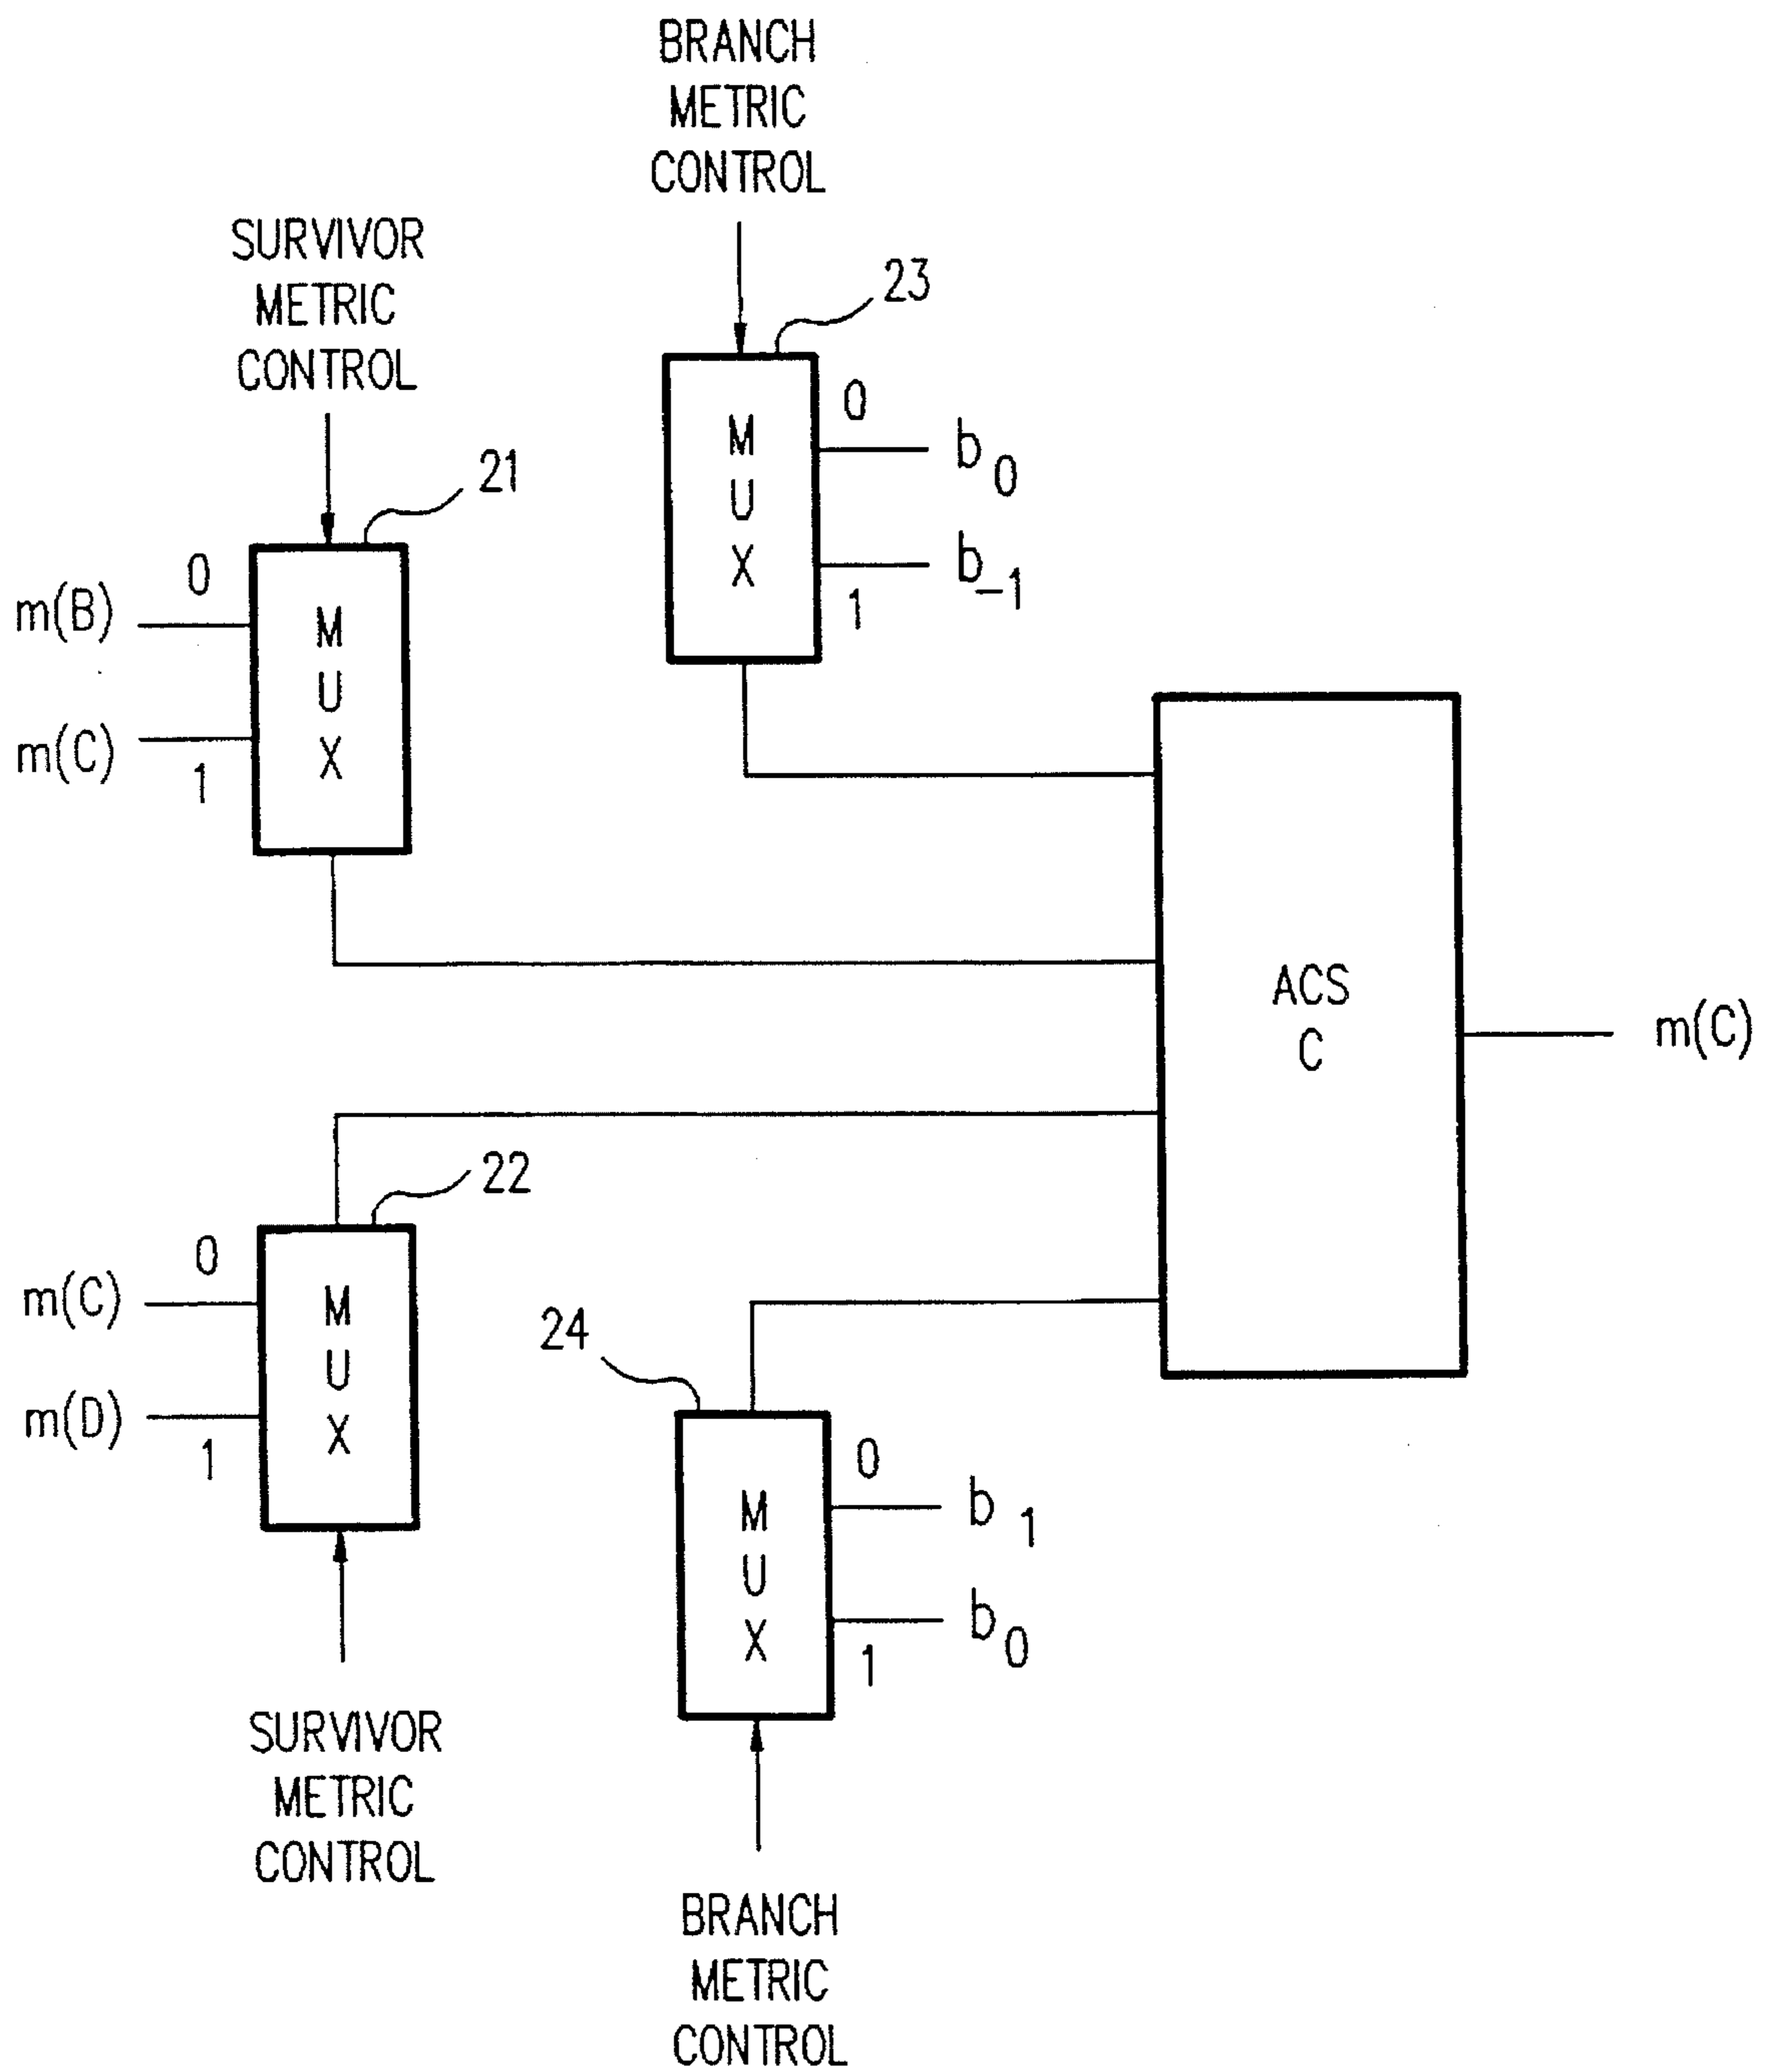 BRANCH
METRIC
CONTROL
SURVIVOR
METRIC
CONTROL
23
21
0
b0
b-1
1
M
U
X
0
m(B)
m(C)
1
M
U
X
ACS
C
m(C)
22
0
m(C)
m(D)
1
M
U
X
24
0
b1
b0
1
M
U
X
SURVIVOR
METRIC
CONTROL
BRANCH
METRIC
CONTROL